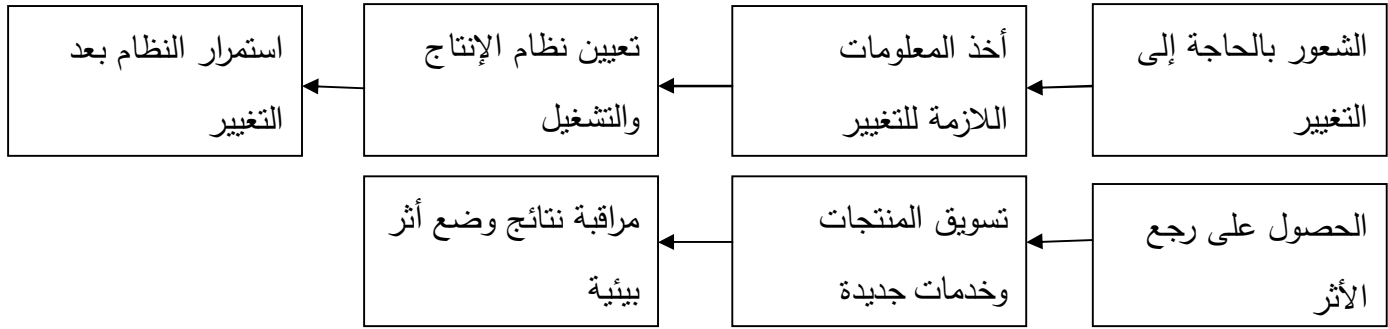 الشعور بالحاجة إلى
التغيير
أخذ المعلومات
اللازمة للتغيير
تعيين نظام الإنتاج
والتشغيل
استمرار النظام بعد
التغيير
الحصول على رجع
الأثر
تسويق المنتجات
وخدمات جديدة
مراقبة نتائج وضع أثر
بيئية